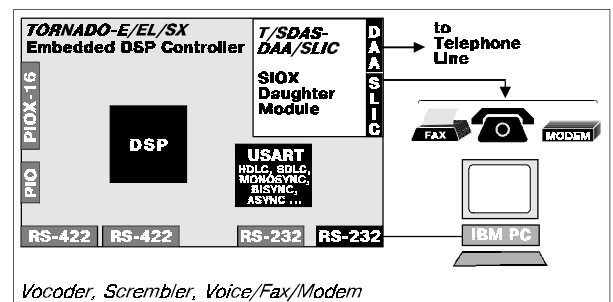 TORNADO-E/EL/SX
Embedded DSP Controller
T/SDAS-
DAA/SLIC
SIOX
Daughter
Module
DAA
SLIC
to
Telephone
Line
PIOX-16
PIO
DSP
USART
HDLC, SDLC,
MONOSYNC,
BISYNC,
ASYNC ...
FAX
MODEM
RS-422
RS-422
RS-232
RS-232
IBM PC
Vocoder, Scrembler, Voice/Fax/Modem